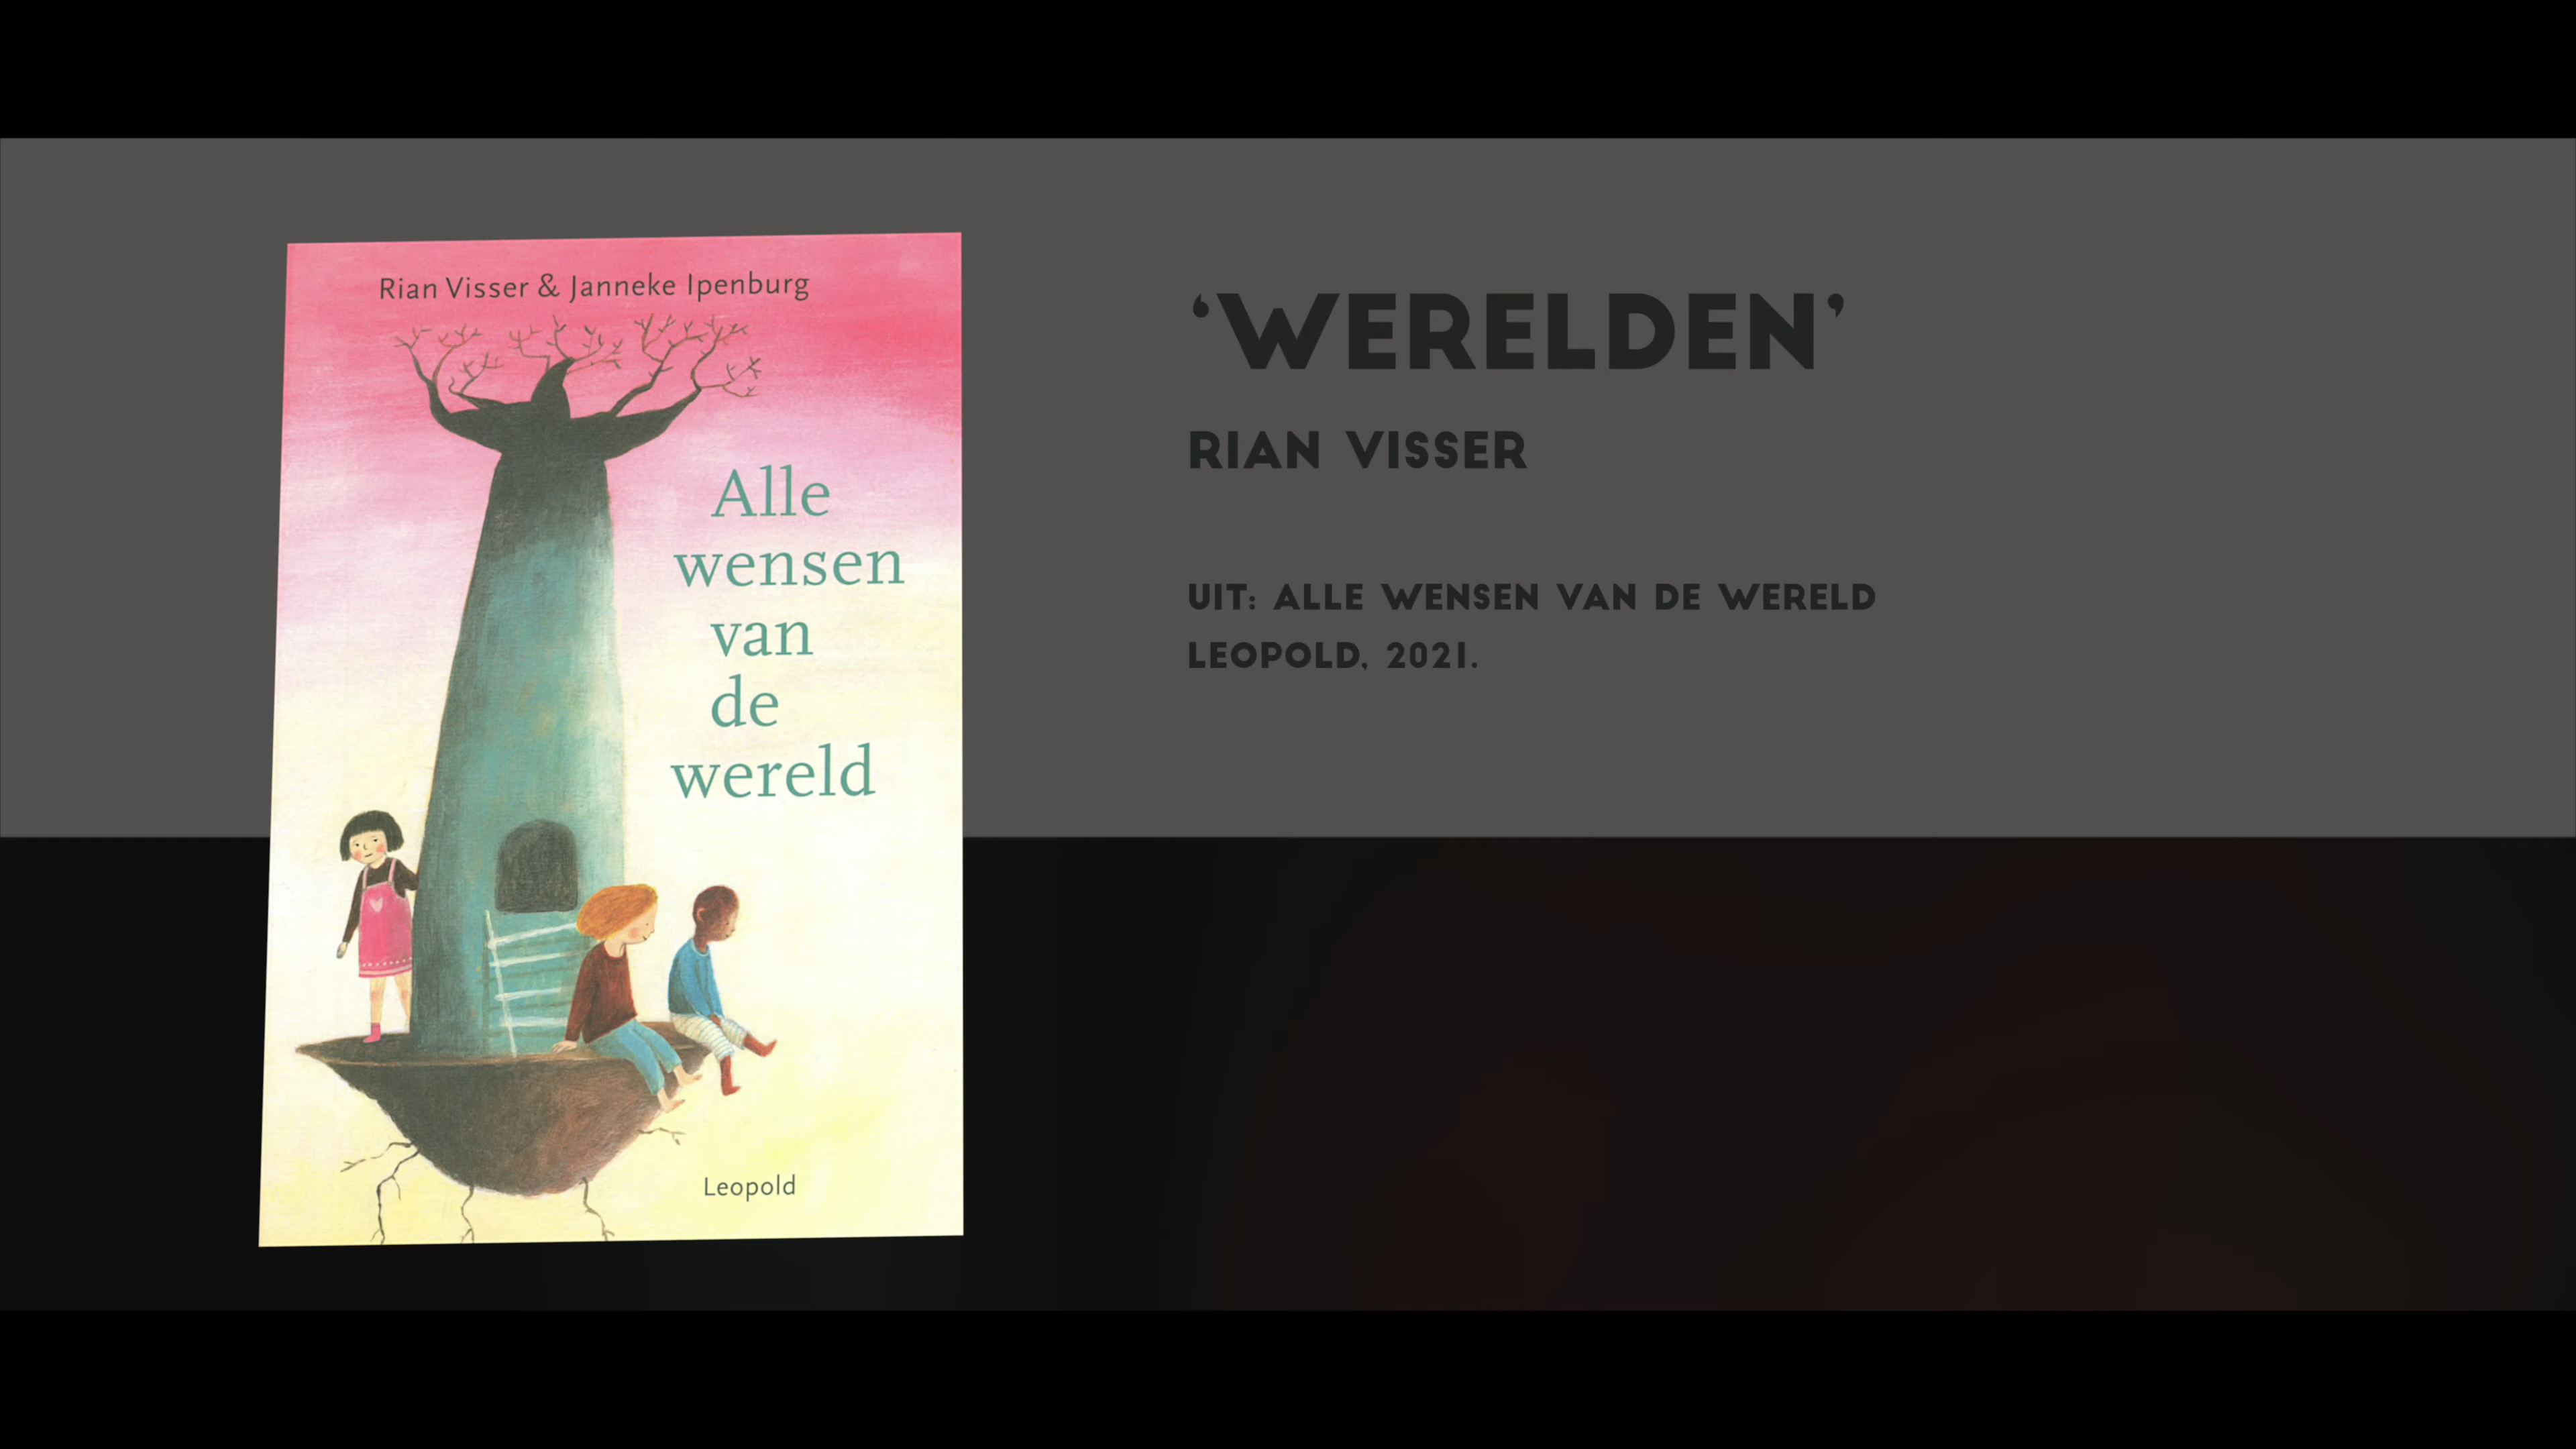 Rian Visser & Janneke Ipenburg
Alle
wensen
van
de
wereld
Leopold
‘WERELDEN’
RIAN VISSER
UIT: ALLE WENSEN VAN DE WERELD
LEOPOLD, 2021.